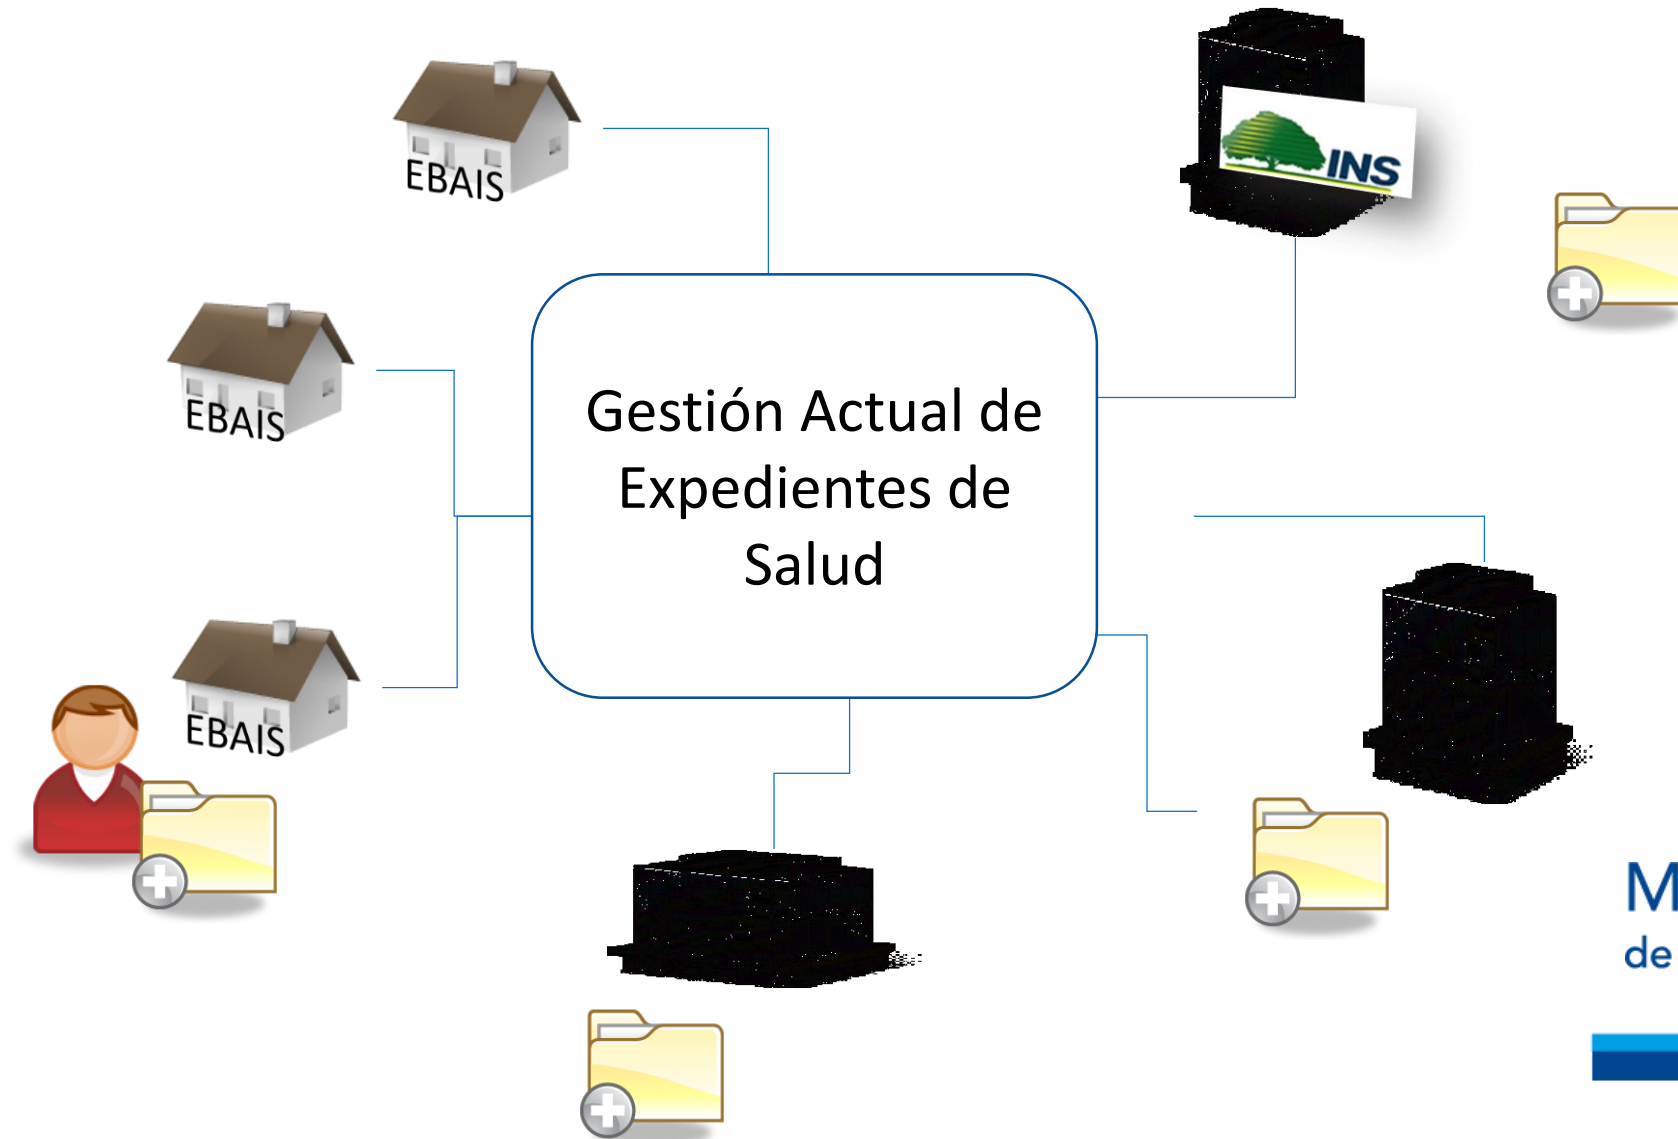 EBAIS
INS
EBAIS
Gestión Actual de
Expedientes de
Salud
EBAIS
M
de